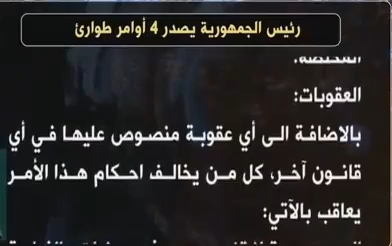 رئيس الجمهورية يصدر 4 أوامر طوارئ
العقوبات:
بالاضافة الى أي عقوبة منصوص عليها في أي
قانون آخر، كل من يخالف احكام هذا الأمر
يعاقب بالآتي: